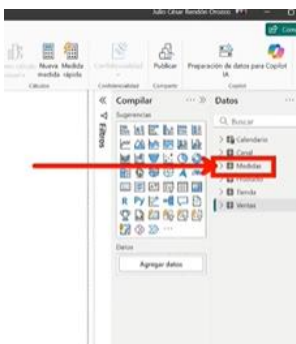 Julio César Rendón Orozco
Nueva medida
Medida rápida
Publicar
Preparación de datos para Copilot IA
Cálculos
Confidencialidad
Compartir
Copilot
Filtros
Compilar
Datos
Sugerencias
Buscar
Calendario
Canal
Medidas
Producto
Tienda
Ventas
R Py
Datos
Agregar datos